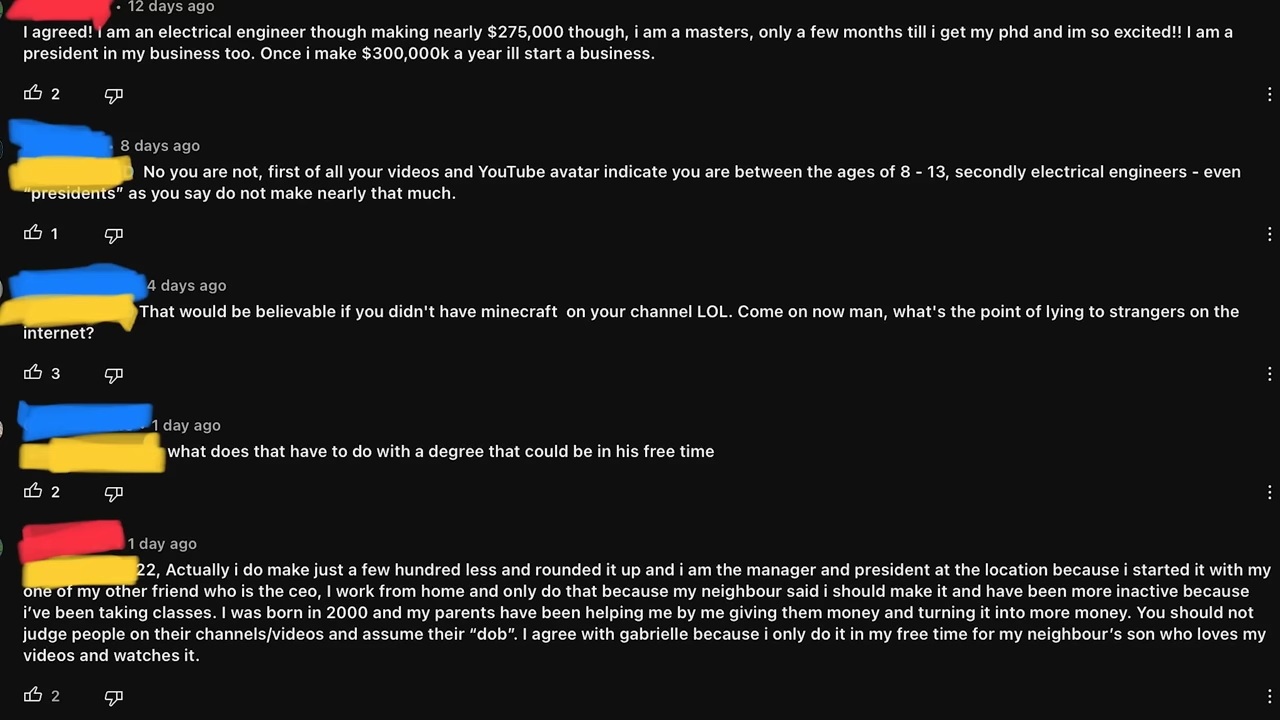 · 12 days ago
I agreed! I am an electrical engineer though making nearly $275,000 though, i am a masters, only a few months till i get my phd and im so excited!! I am a
president in my business too. Once i make $300,000k a year ill start a business.
2
8 days ago
No you are not, first of all your videos and YouTube avatar indicate you are between the ages of 8 - 13, secondly electrical engineers - even
“presidents” as you say do not make nearly that much.
1
4 days ago
That would be believable if you didn't have minecraft on your channel LOL. Come on now man, what's the point of lying to strangers on the
internet?
3
1 day ago
what does that have to do with a degree that could be in his free time
2
1 day ago
22, Actually i do make just a few hundred less and rounded it up and i am the manager and president at the location because i started it with my
one of my other friend who is the ceo, I work from home and only do that because my neighbour said i should make it and have been more inactive because
i’ve been taking classes. I was born in 2000 and my parents have been helping me by me giving them money and turning it into more money. You should not
judge people on their channels/videos and assume their “dob”. I agree with gabrielle because i only do it in my free time for my neighbour’s son who loves my
videos and watches it.
2